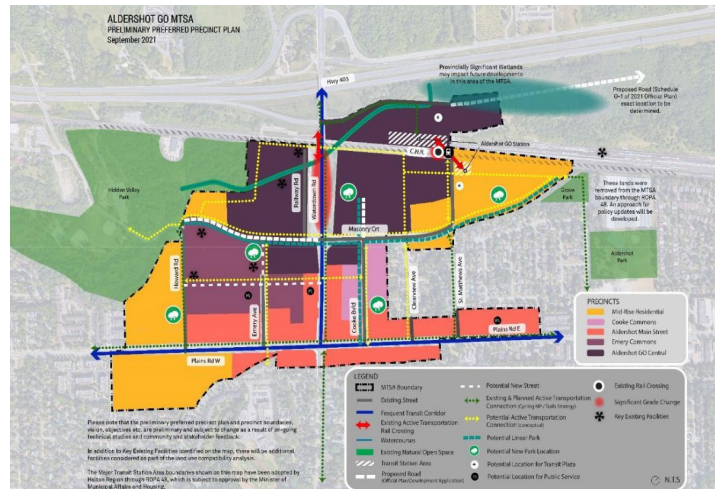 ALDERSHOT GO MTSA
PRELIMINARY PREFERRED PRECINCT PLAN
September 2021
Hwy 403
Provincially Significant Wetlands
may impact future developments
in this area of the MTSA.
Proposed Road (Schedule
O-1 of 2021 Official Plan)
exact location to be
determined.
C.N.R.
Aldershot GO Station
Hidden Valley
Park
Railway Rd
Waterdown Rd
These lands were
removed from the MTSA
boundary through ROPA
48. An approach for
policy updates will be
developed.
Grove
Park
Masonry Crt
Aldershot
Park
Howard Rd
Emery Ave
Cooke Blvd
Clearview Ave
St. Matthews Ave
Plains Rd E
Plains Rd W
PRECINCTS
Mid-Rise Residential
Cooke Commons
Aldershot Main Street
Emery Commons
Aldershot GO Central
LEGEND
MTSA Boundary
Existing Street
Frequent Transit Corridor
Existing Active Transportation
Rail Crossing
Watercourses
Existing Natural Open Space
Transit Station Area
Proposed Road
(Official Plan/Development Application)
Potential New Street
Existing & Planned Active Transportation
Connection
Potential Active Transportation
Connection
Potential Linear Park
Potential New Park Location
Potential Location for Transit Plaza
Potential Location for Public Service
Existing Rail Crossing
Significant Grade Change
Key Existing Facilities
Please note that the preliminary preferred precinct plan and precinct boundaries,
vision, objectives etc. are preliminary and subject to change as a result of on-going
technical studies and community and stakeholder feedback.
In addition to Key Existing Facilities identified on the map, there will be additional
facilities considered as part of the land use compatibility analysis.
The Major Transit Station Area boundaries shown on this map have been adopted by
Halton Region through ROPA 48, which is subject to approval by the Minister of
Municipal Affairs and Housing.
N.T.S